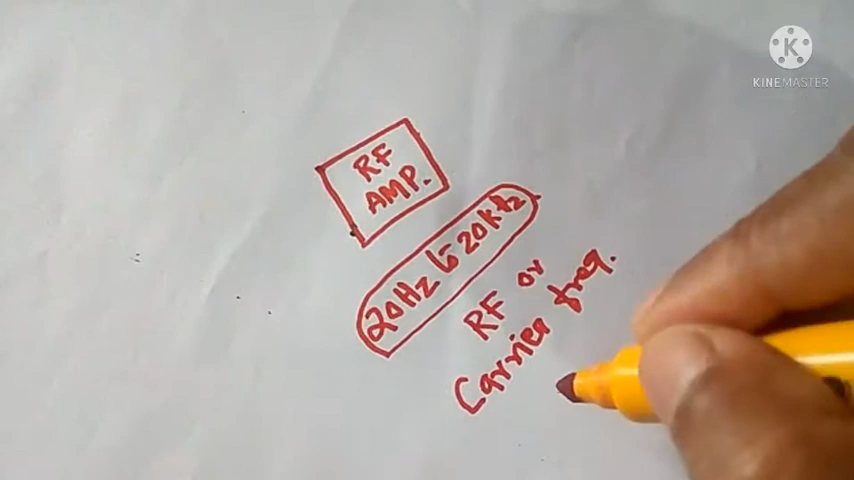 KINEMASTER
RF
AMP.
20Hz to 20kHz
RF or
Carrier freq.